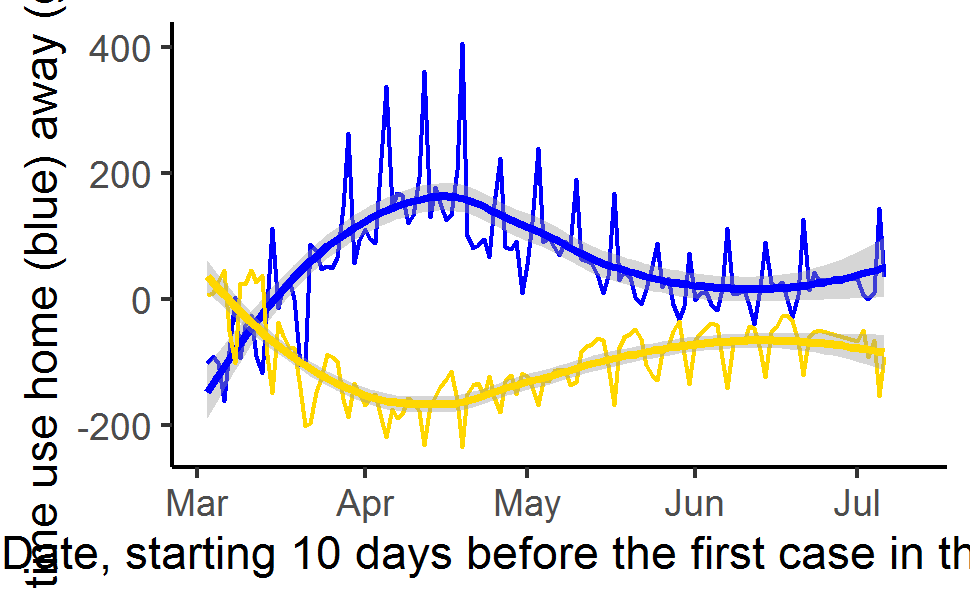 time use home (blue) away (g
400
200
0
-200
Mar Apr May Jun Jul
Date, starting 10 days before the first case in th